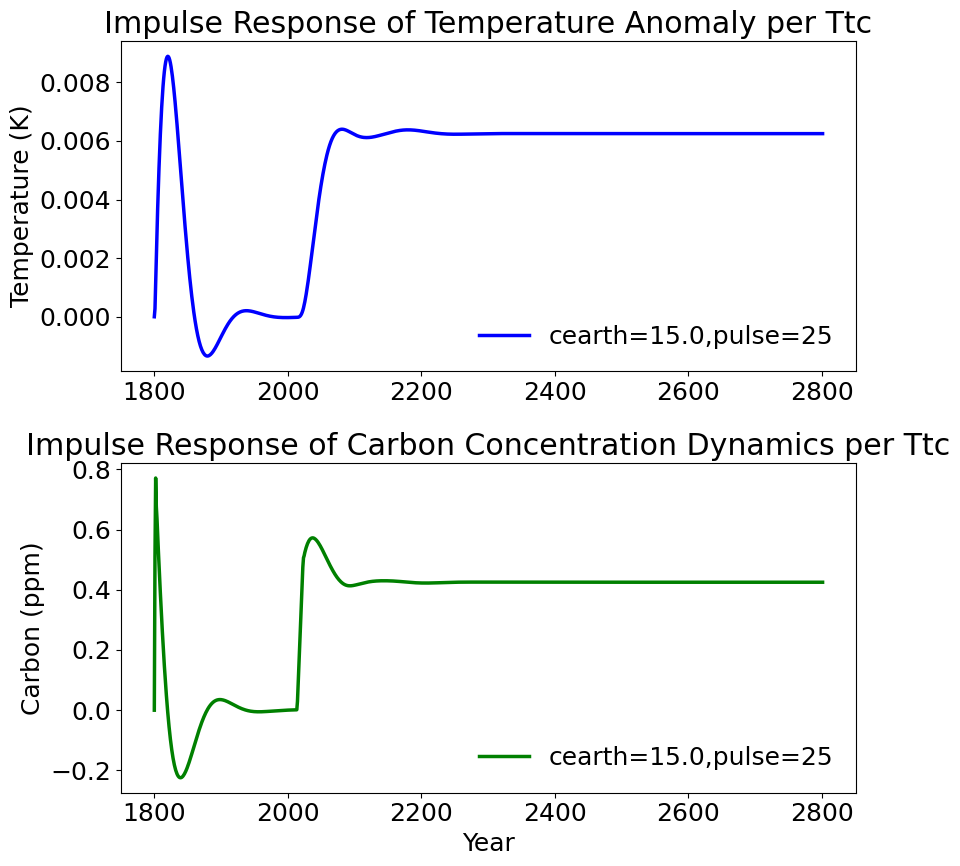 Impulse Response of Temperature Anomaly per Ttc
Temperature (K)
0.008
0.006
0.004
0.002
0.000
cearth=15.0,pulse=25
1800 2000 2200 2400 2600 2800
Impulse Response of Carbon Concentration Dynamics per Ttc
Carbon (ppm)
0.8
0.6
0.4
0.2
0.0
−0.2
cearth=15.0,pulse=25
1800 2000 2200 2400 2600 2800
Year